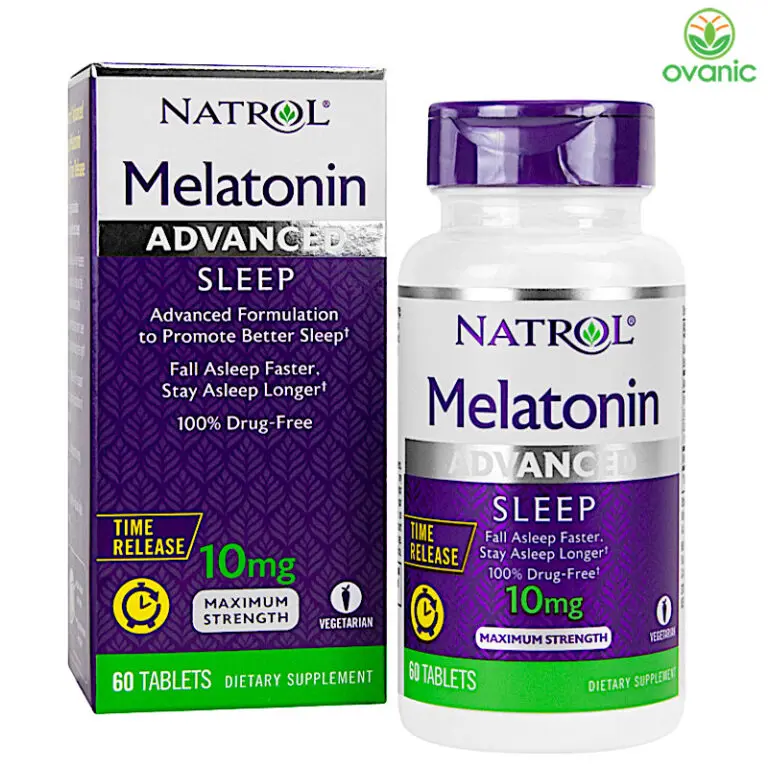 ovanic
NATROL®
Melatonin
ADVANCED
SLEEP
Advanced Formulation
to Promote Better Sleep†
Fall Asleep Faster,
Stay Asleep Longer†
100% Drug-Free
TIME
RELEASE
10mg
MAXIMUM
STRENGTH
VEGETARIAN
60 TABLETS DIETARY SUPPLEMENT
NATROL®
Melatonin
ADVANCED
SLEEP
Fall Asleep Faster,
Stay Asleep Longer†
100% Drug-Free†
TIME
RELEASE
10mg
MAXIMUM STRENGTH
VEGETARIAN
60 TABLETS DIETARY SUPPLEMENT